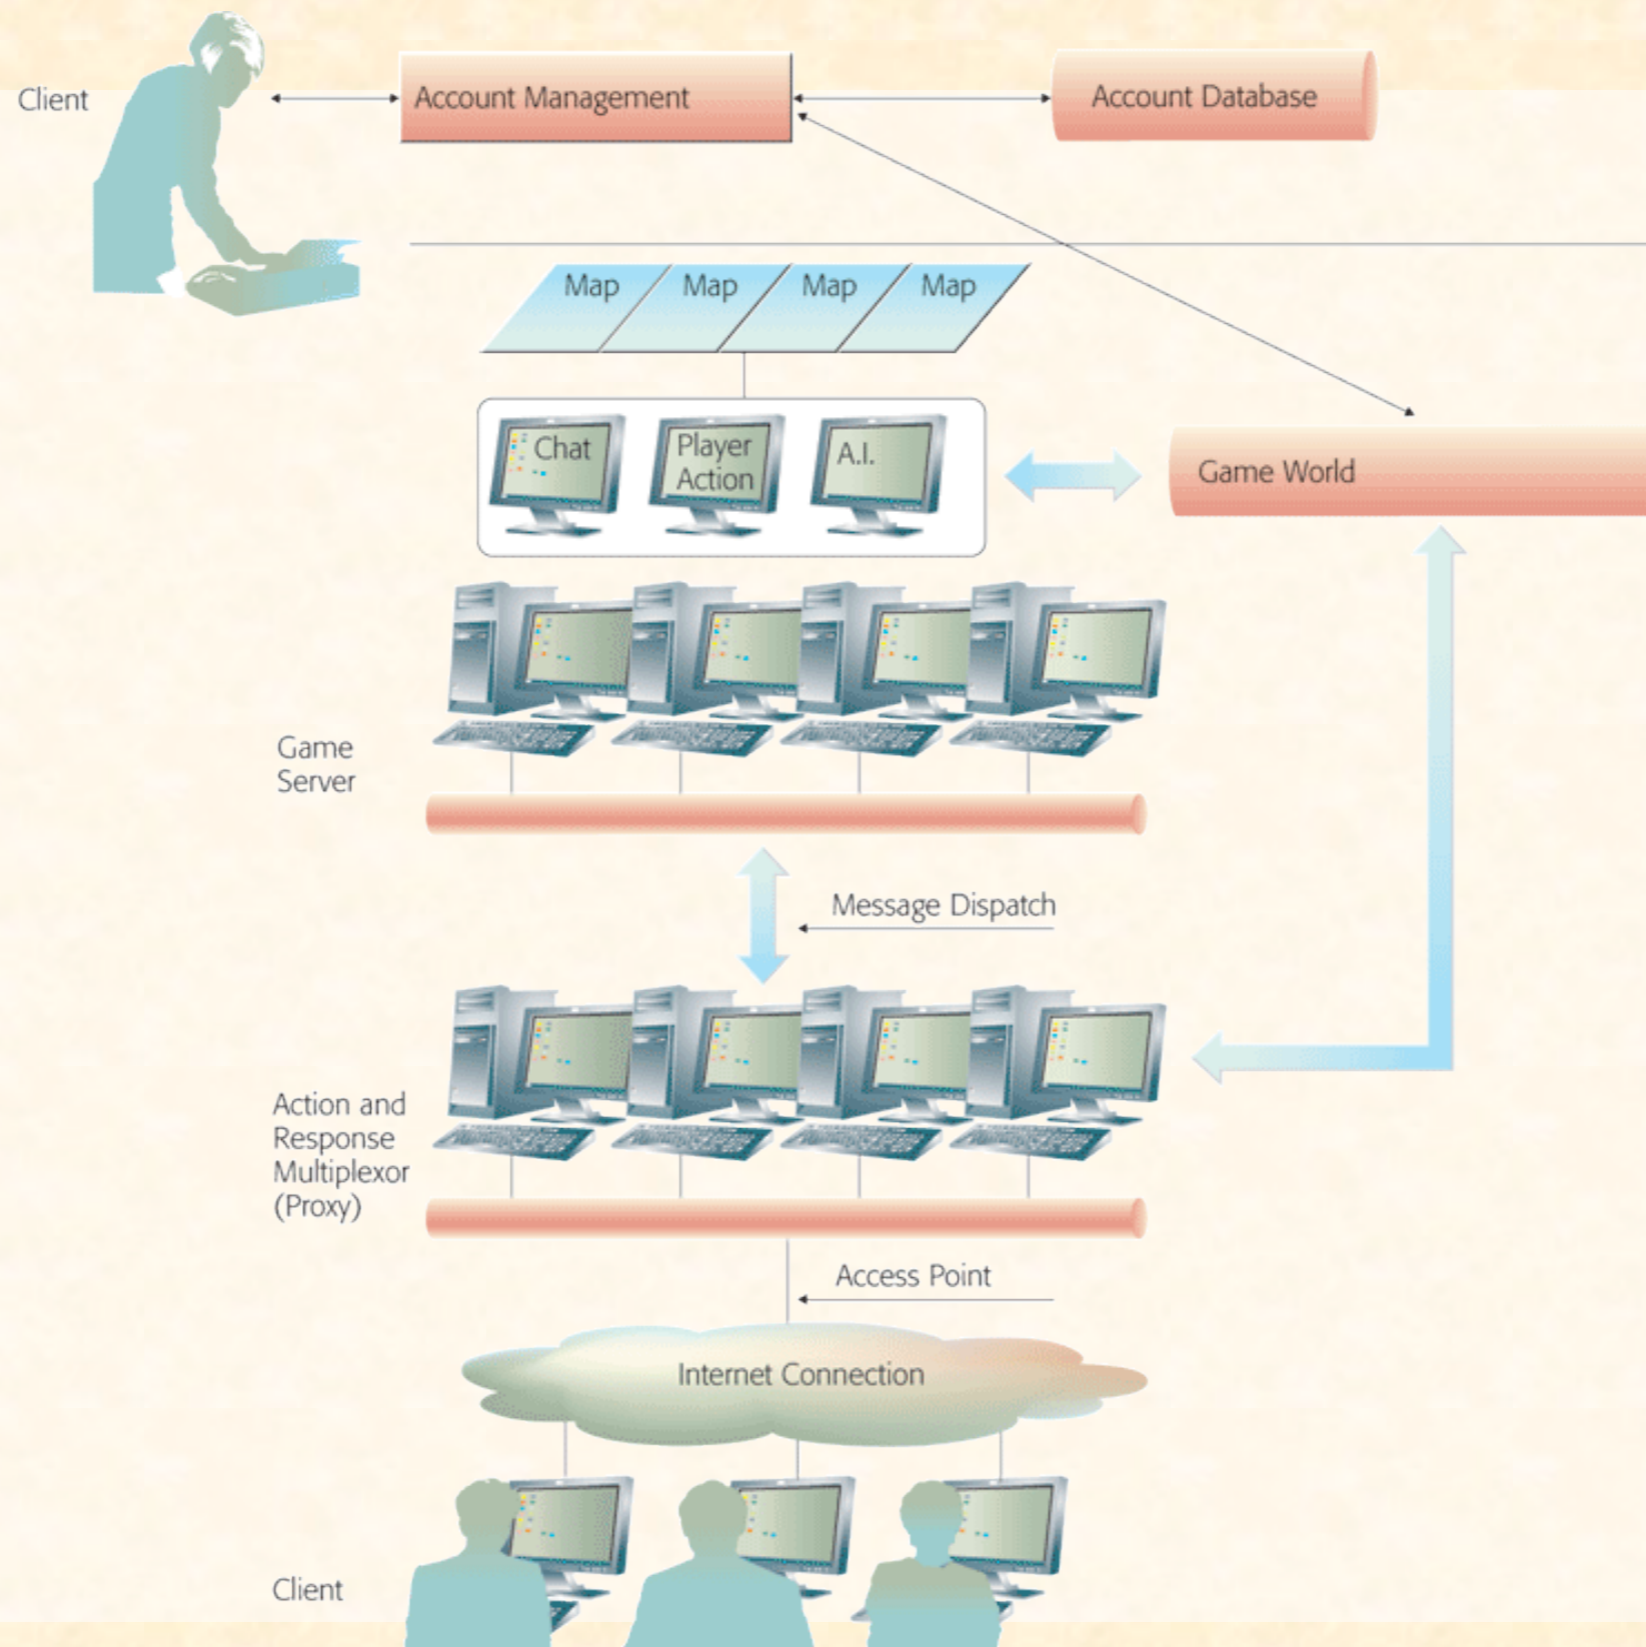 Client
Account Management
Account Database
Map
Map
Map
Map
Chat
Player
Action
A.I.
Game World
Game
Server
Message Dispatch
Action and
Response
Multiplexor
(Proxy)
Access Point
Internet Connection
Client